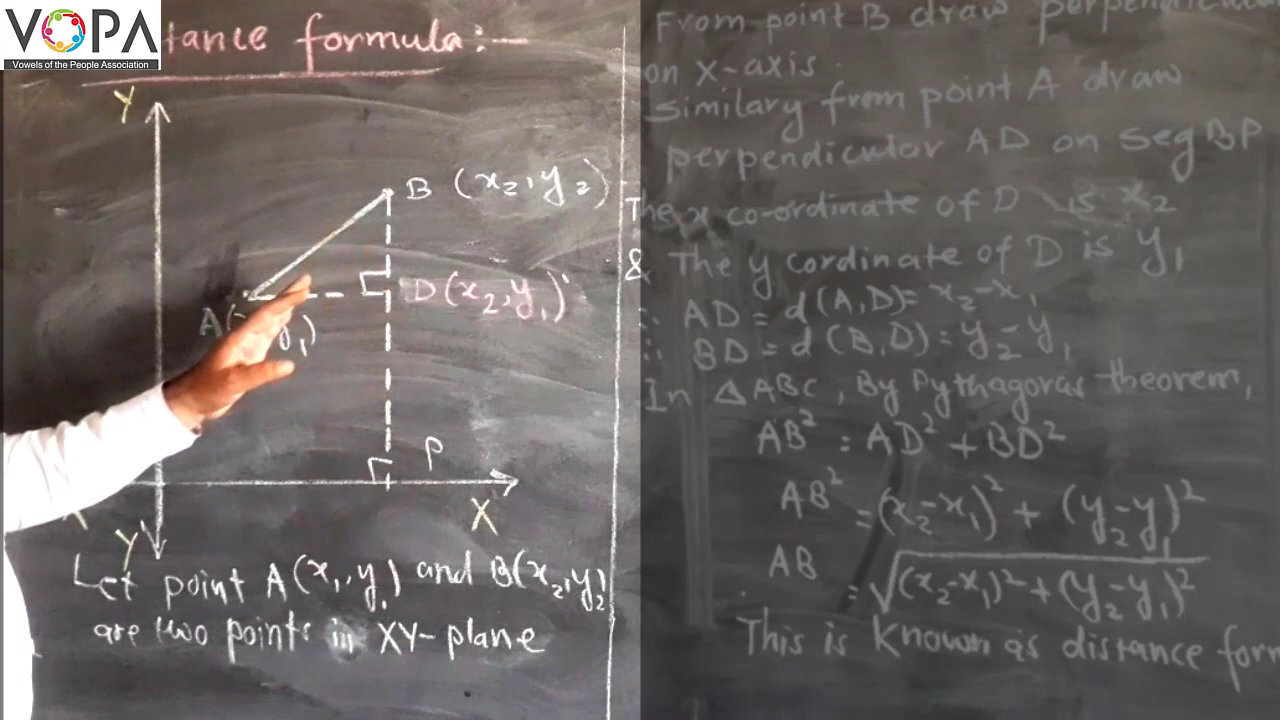 VOPA
Vowels of the People Association
tance formula:-
Y
B (x₂, y₂)
D(x₂, y₁)
A(
y₁)
P
X
Y'
Let point A(x₁, y₁) and B(x₂, y₂)
are two points in XY-plane
From point B draw perpendicular
on X-axis
Similary from point A draw
perpendicular AD on seg BP
The x co-ordinate of D is x₂
& The y cordinate of D is y₁
∴ AD = d(A,D)= x₂-x₁
∴ BD = d(B,D)= y₂-y₁
In △ABC, By Pythagoras theorem,
AB² = AD² + BD²
AB² = (x₂-x₁)² + (y₂-y₁)²
AB = √(x₂-x₁)²+(y₂-y₁)²
This is known as distance form